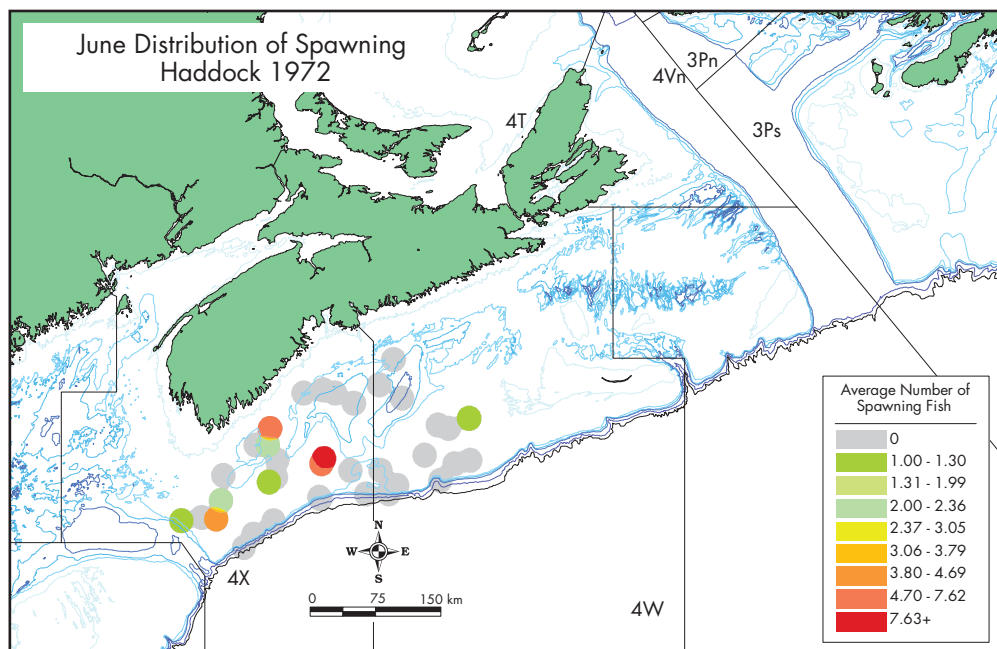 June Distribution of Spawning
Haddock 1972
3Pn
4Vn
3Ps
4T
Average Number of
Spawning Fish
0
1.00 - 1.30
1.31 - 1.99
2.00 - 2.36
2.37 - 3.05
3.06 - 3.79
3.80 - 4.69
4.70 - 7.62
7.63+
N
W E
S
4X
0 75 150 km
4W